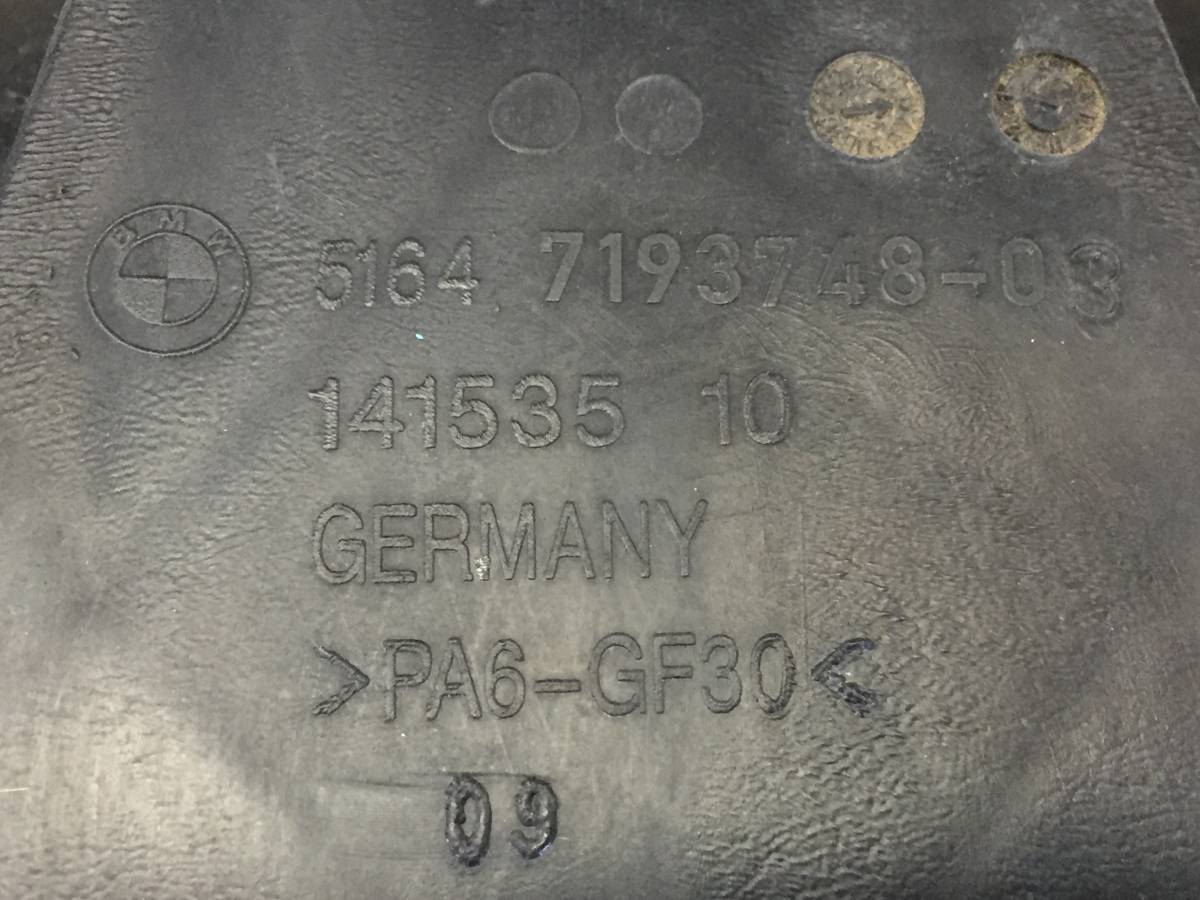 BMW 5164 7193748-03
141535 10
GERMANY
>PA6-GF30<
09